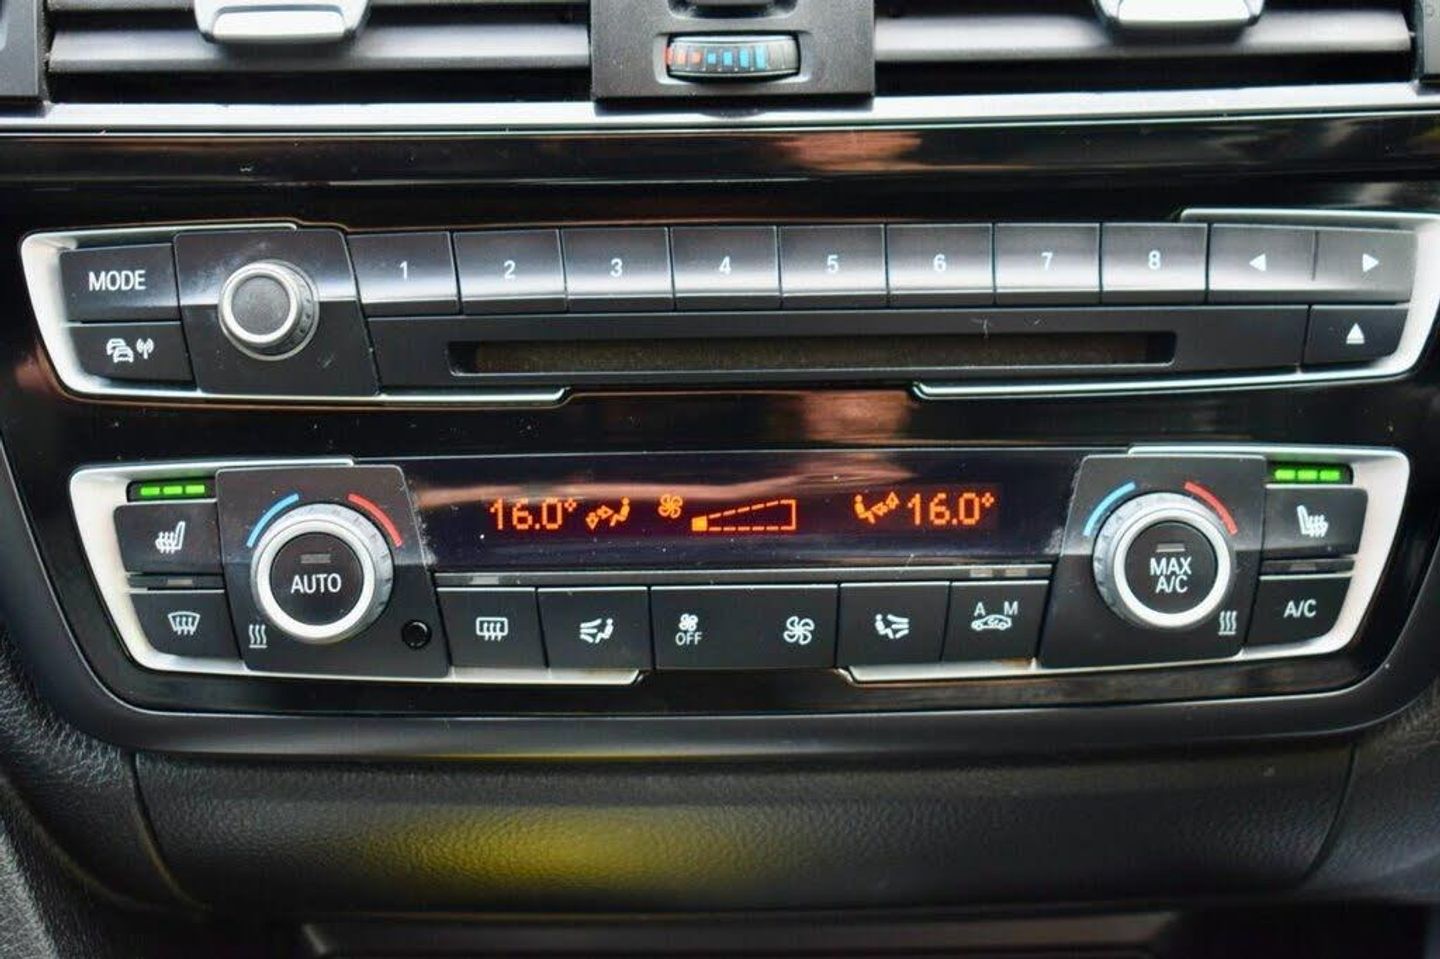 MODE
1 2 3 4 5 6 7 8
16.0° 16.0°
AUTO
MAX
A/C
OFF
A M
A/C